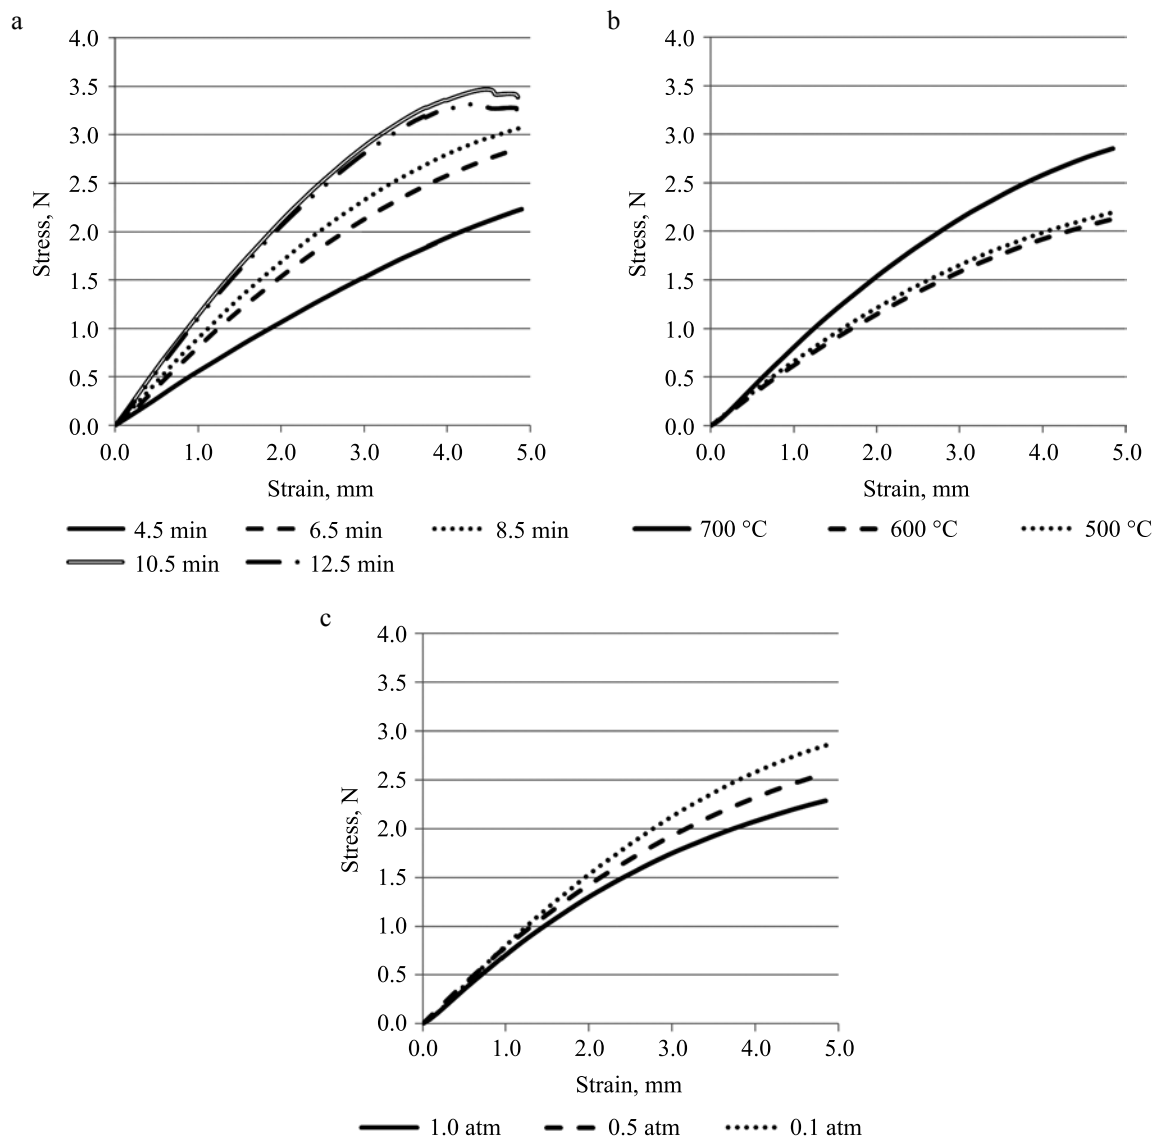 a
4.0
3.5
3.0
2.5
2.0
1.5
1.0
0.5
0.0
Stress, N
0.0 1.0 2.0 3.0 4.0 5.0
Strain, mm
4.5 min 6.5 min 8.5 min
10.5 min 12.5 min
b
4.0
3.5
3.0
2.5
2.0
1.5
1.0
0.5
0.0
Stress, N
0.0 1.0 2.0 3.0 4.0 5.0
Strain, mm
700 °C 600 °C 500 °C
c
4.0
3.5
3.0
2.5
2.0
1.5
1.0
0.5
0.0
Stress, N
0.0 1.0 2.0 3.0 4.0 5.0
Strain, mm
1.0 atm 0.5 atm 0.1 atm